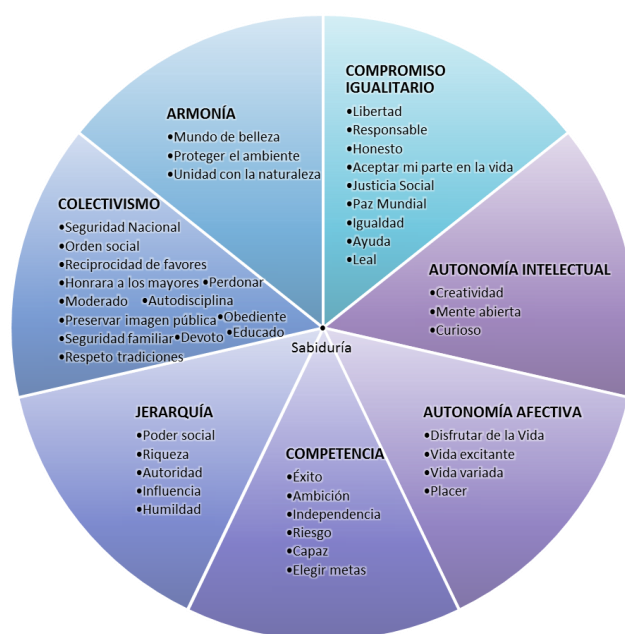 COMPROMISO
IGUALITARIO
•Libertad
•Responsable
•Honesto
•Aceptar mi parte en la vida
•Justicia Social
•Paz Mundial
•Igualdad
•Ayuda
•Leal
AUTONOMÍA INTELECTUAL
•Creatividad
•Mente abierta
•Curioso
AUTONOMÍA AFECTIVA
•Disfrutar de la Vida
•Vida excitante
•Vida variada
•Placer
COMPETENCIA
•Éxito
•Ambición
•Independencia
•Riesgo
•Capaz
•Elegir metas
JERARQUÍA
•Poder social
•Riqueza
•Autoridad
•Influencia
•Humildad
COLECTIVISMO
•Seguridad Nacional
•Orden social
•Reciprocidad de favores
•Honrara a los mayores •Perdonar
•Moderado •Autodisciplina
•Preservar imagen pública •Obediente
•Seguridad familiar •Devoto •Educado
•Respeto tradiciones
ARMONÍA
•Mundo de belleza
•Proteger el ambiente
•Unidad con la naturaleza
Sabiduría